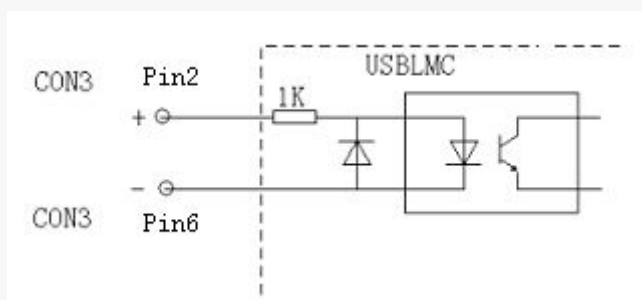 USBLMC
CON3 Pin2
1K
+
-
CON3 Pin6